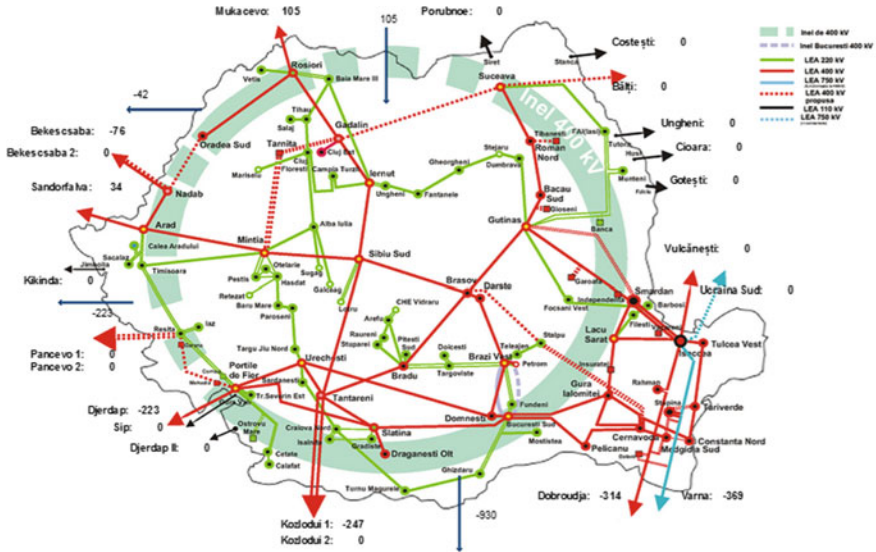 Mukacevo: 105
Porubnoe: 0
105
Costești: 0
Siret
Stanca
Inel de 400 kV
Inel Bucuresti 400 kV
LEA 220 kV
LEA 400 kV
LEA 750 kV
LEA 400 kV
propusa
LEA 110 kV
LEA 750 kV
Vetis
Rosiori
Baia Mare III
Suceava
Bălți: 0
-42
Inel 400 kV
Tihau
Salaj
Bekescsaba: -76
Bekescsaba 2: 0
Oradea Sud
Gadalin
Tarnita
Cluj Est
Cluj
Floresti
Mariselu
Campia Turzii
Iernut
Ungheni
Fantanele
Gheorgheni
Stejaru
Dumbrava
Tibanesti
Roman
Nord
FAI(Iasi)
Tutora
Ungheni: 0
Cioara: 0
Husi
Munteni
Gotești: 0
Sandorfalva: 34
Nadab
Bacau
Sud
Gioseni
Banca
Gutinas
Arad
Calea Aradului
Sacalaz
Jimbolia
Timisoara
Kikinda: 0
-223
Mintia
Alba Iulia
Sibiu Sud
Otelarie
Pestis
Hasdat
Sugag
Galceag
Retezat
Baru Mare
Paroseni
Lotru
Brasov
Darste
CHE Vidraru
Arefu
Raureni
Stuparei
Pitesti
Sud
Vulcănești: 0
Garoafa
Smardan
Independenta
Focsani Vest
Barbosi
Filesti
Ucraina Sud: 0
Lacu
Sarat
Isaccea
Tulcea Vest
Resita
Iaz
Pancevo 1: 0
Pancevo 2: 0
Targu Jiu Nord
Urechesti
Portile
de Fier
Bardanesti
Tr.Severin Est
Tantareni
Bradu
Dolcesti
Targoviste
Teleajen
Stalpu
Brazi Vest
Petrom
Gura
Ialomitei
Rahman
Stupina
Tariverde
Djerdap: -223
Sip: 0
Djerdap II: 0
Ostrovu
Mare
Cetate
Calafat
Craiova Nord
Isalnita
Gradiste
Slatina
Draganesti Olt
Domnesti
Fundeni
Bucuresti Sud
Mostistea
Pelicanu
Cernavoda
Medgidia Sud
Constanta Nord
Turnu Magurele
Ghizdaru
-930
Kozlodui 1: -247
Kozlodui 2: 0
Dobroudja: -314
Varna: -369